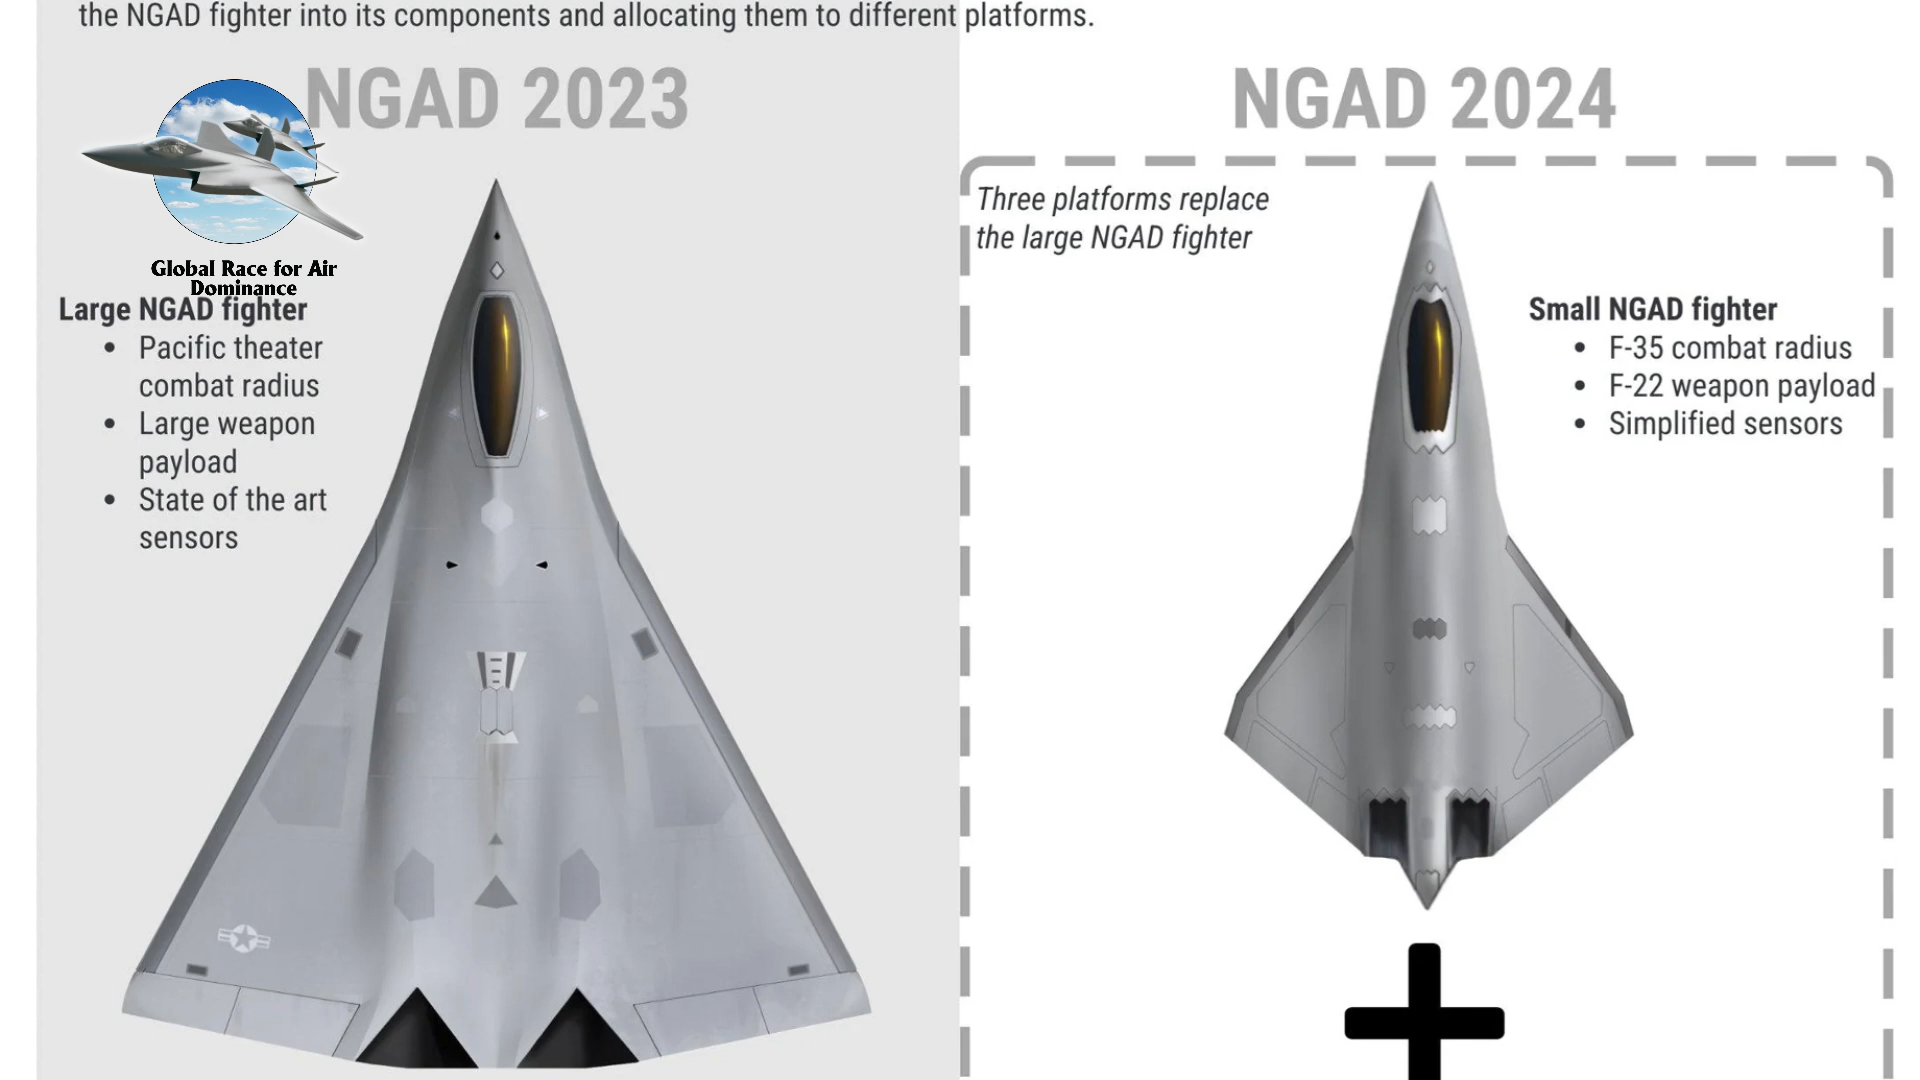 the NGAD fighter into its components and allocating them to different platforms.
NGAD 2023
Global Race for Air
Dominance
Large NGAD fighter
• Pacific theater
combat radius
• Large weapon
payload
• State of the art
sensors
NGAD 2024
Three platforms replace
the large NGAD fighter
Small NGAD fighter
• F-35 combat radius
• F-22 weapon payload
• Simplified sensors